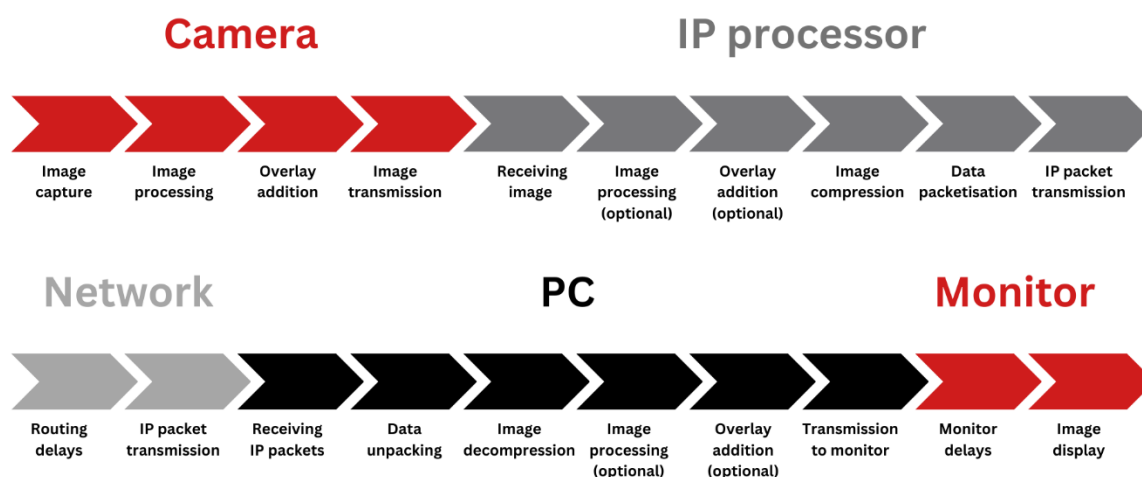 Camera
IP processor
Image
capture
Image
processing
Overlay
addition
Image
transmission
Receiving
image
Image
processing
(optional)
Overlay
addition
(optional)
Image
compression
Data
packetisation
IP packet
transmission
Network
PC
Monitor
Routing
delays
IP packet
transmission
Receiving
IP packets
Data
unpacking
Image
decompression
Image
processing
(optional)
Overlay
addition
(optional)
Transmission
to monitor
Monitor
delays
Image
display